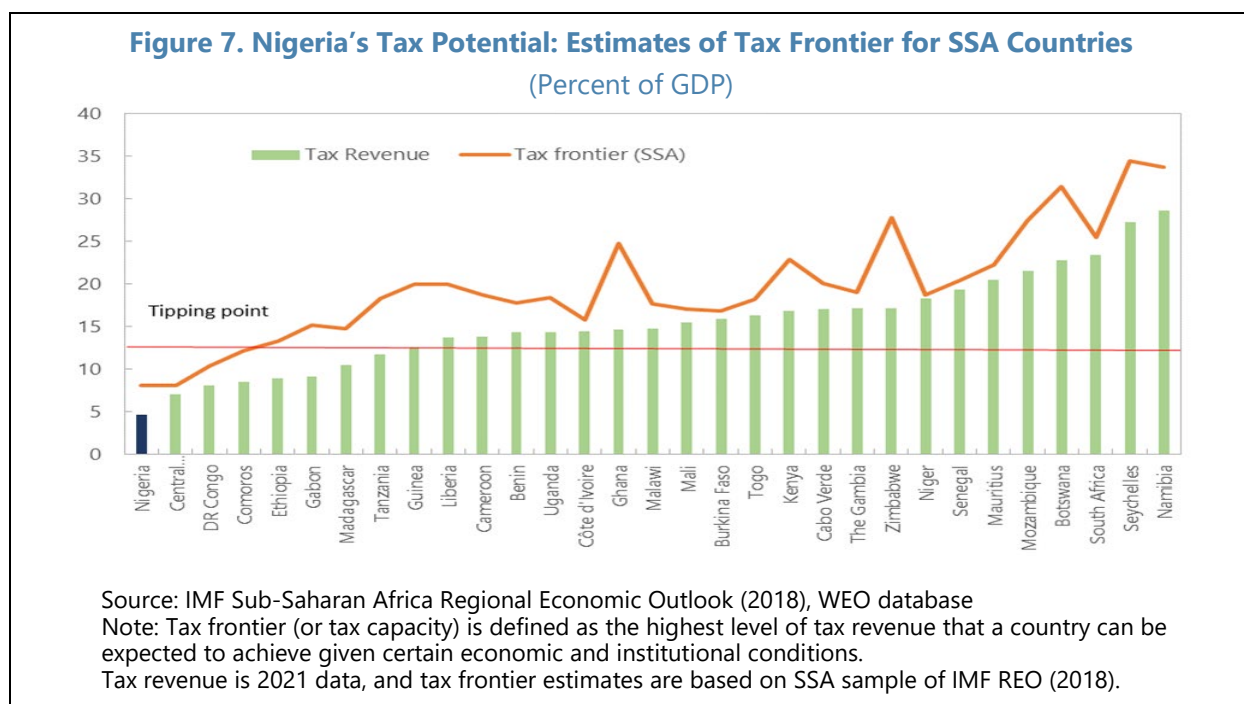 Figure 7. Nigeria's Tax Potential: Estimates of Tax Frontier for SSA Countries
(Percent of GDP)
40
35
30
25
20
15
10
5
0
Tax Revenue
Tax frontier (SSA)
Tipping point
Nigeria
Central...
DR Congo
Comoros
Ethiopia
Gabon
Madagascar
Tanzania
Guinea
Liberia
Cameroon
Benin
Uganda
Côte d'Ivoire
Ghana
Malawi
Mali
Burkina Faso
Togo
Kenya
Cabo Verde
The Gambia
Zimbabwe
Niger
Senegal
Mauritius
Mozambique
Botswana
South Africa
Seychelles
Namibia
Source: IMF Sub-Saharan Africa Regional Economic Outlook (2018), WEO database
Note: Tax frontier (or tax capacity) is defined as the highest level of tax revenue that a country can be
expected to achieve given certain economic and institutional conditions.
Tax revenue is 2021 data, and tax frontier estimates are based on SSA sample of IMF REO (2018).